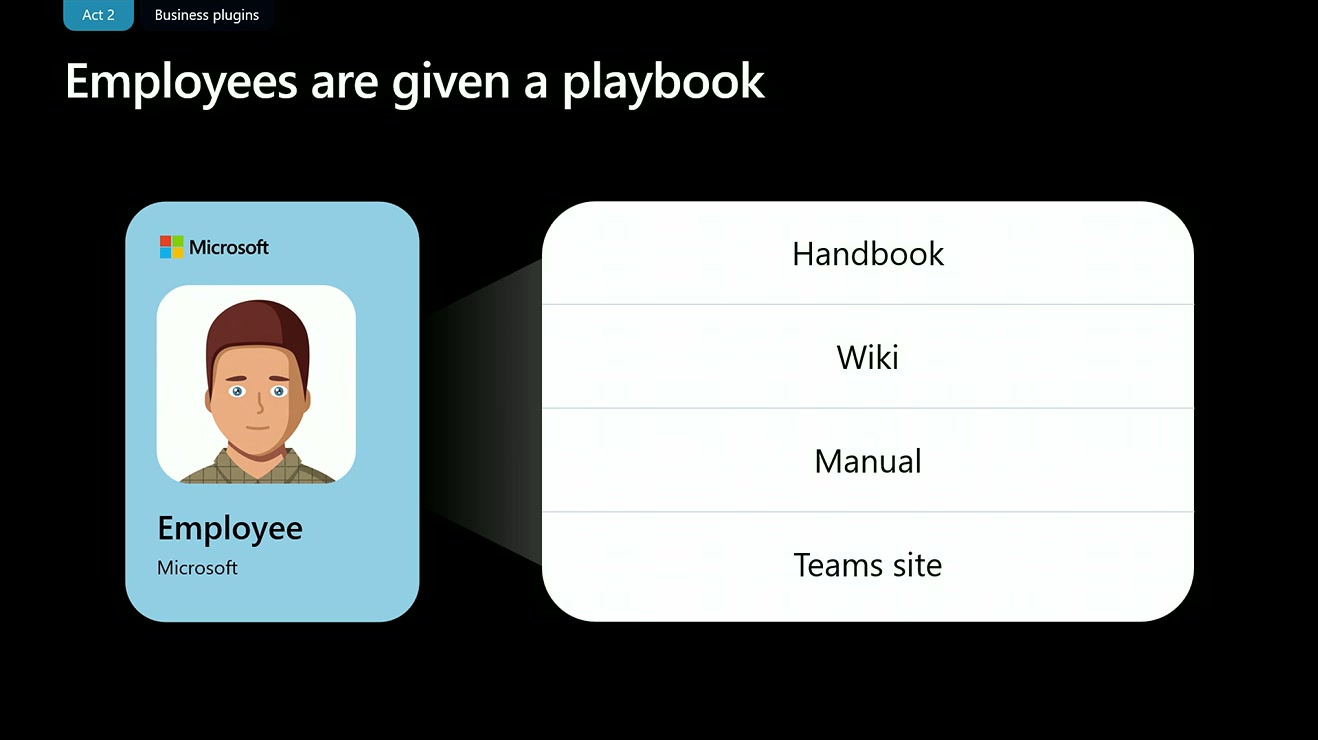 Act 2
Business plugins
Employees are given a playbook
Microsoft
Employee
Microsoft
Handbook
Wiki
Manual
Teams site